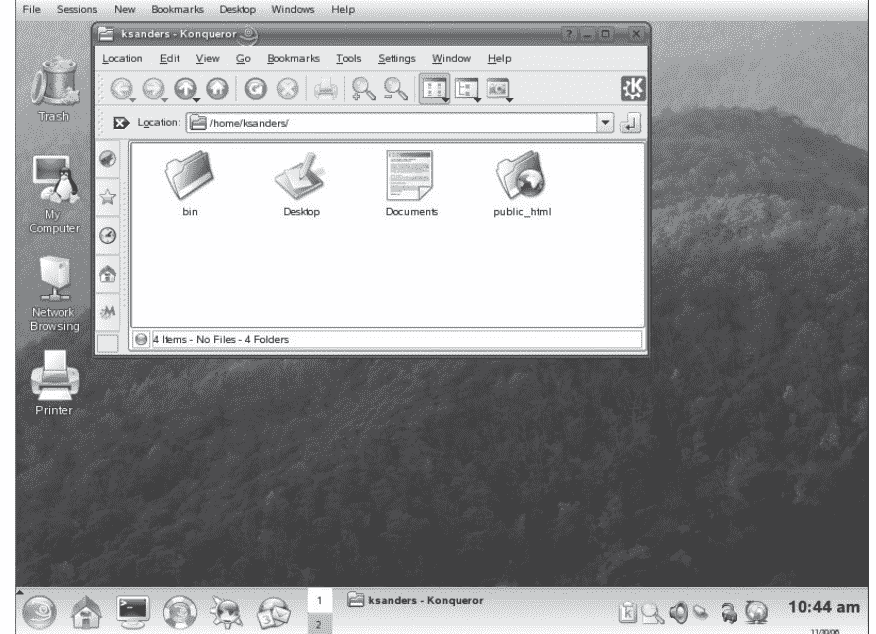 File Sessions New Bookmarks Desktop Windows Help
ksanders - Konqueror
Location Edit View Go Bookmarks Tools Settings Window Help
Location: /home/ksanders/
bin Desktop Documents public_html
4 Items - No Files - 4 Folders
Trash
My
Computer
Network
Browsing
Printer
1
2
ksanders - Konqueror
10:44 am